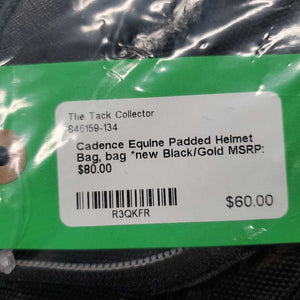 The Tack Collector
846159-134
Cadence Equine Padded Helmet
Bag, bag *new Black/Gold MSRP:
$80.00
R3QKFR
$60.00